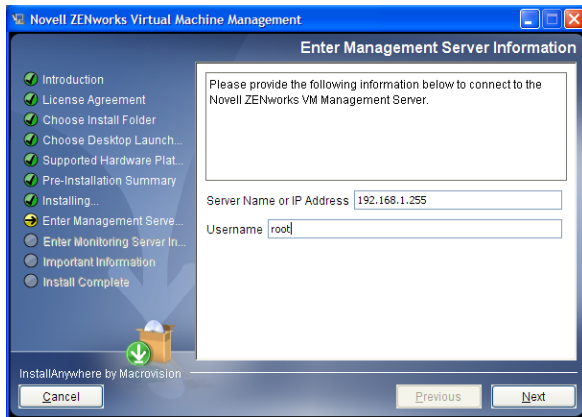 Novell ZENworks Virtual Machine Management
Enter Management Server Information
Introduction
License Agreement
Choose Install Folder
Choose Desktop Launch...
Supported Hardware Plat...
Pre-Installation Summary
Installing...
Enter Management Serve...
Enter Monitoring Server In...
Important Information
Install Complete
Please provide the following information below to connect to the
Novell ZENworks VM Management Server.
Server Name or IP Address 192.168.1.255
Username root
InstallAnywhere by Macrovision
Cancel Previous Next